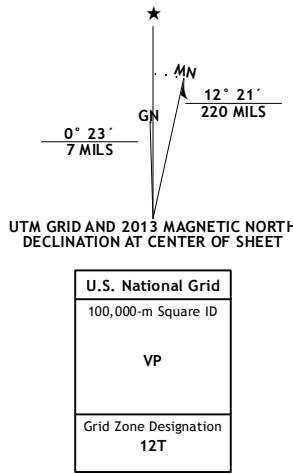 ★
MN
GN
12° 21´
220 MILS
0° 23´
7 MILS
UTM GRID AND 2013 MAGNETIC NORTH
DECLINATION AT CENTER OF SHEET
U.S. National Grid
100,000-m Square ID
VP
Grid Zone Designation
12T